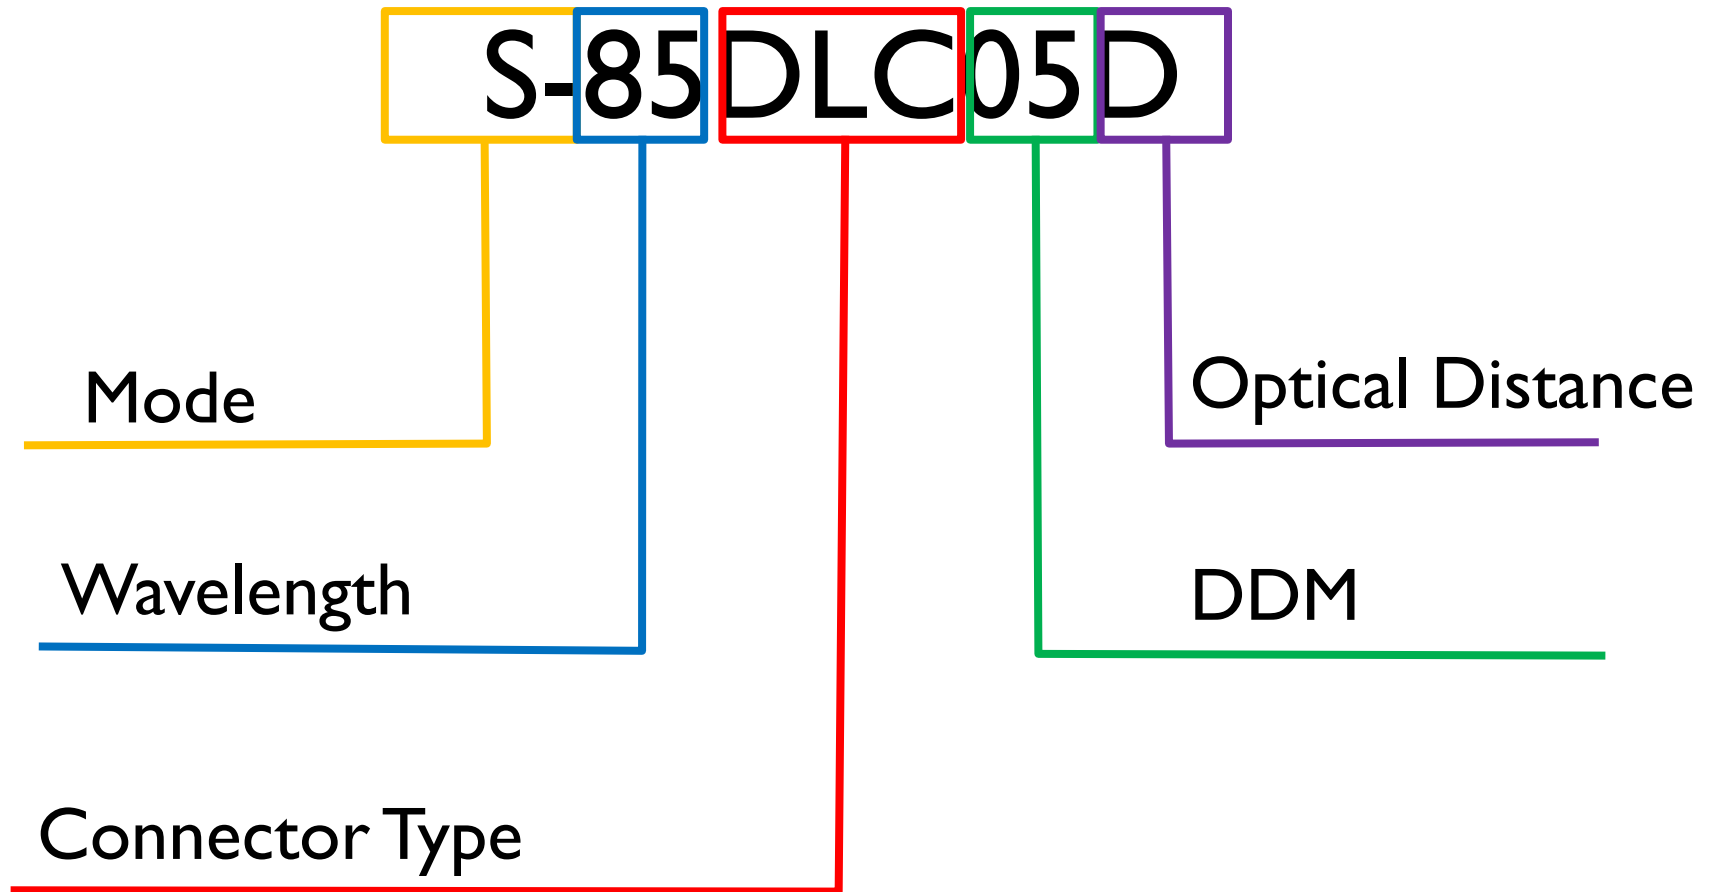 S-85DLC05D
Mode
Optical Distance
Wavelength
DDM
Connector Type